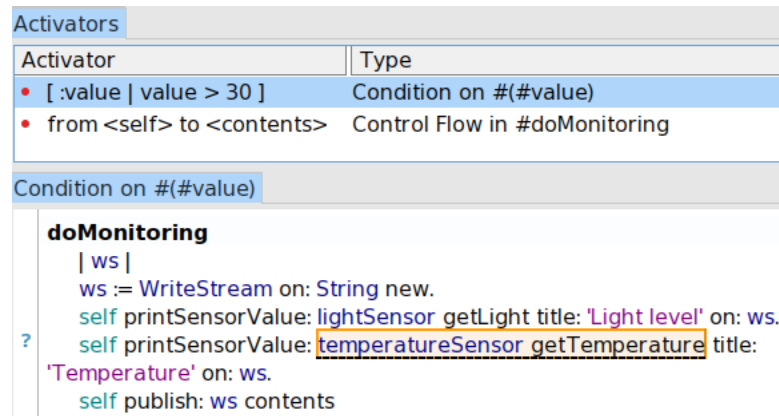 Activators
Activator Type
• [ :value | value > 30 ] Condition on #(#value)
• from <self> to <contents> Control Flow in #doMonitoring
Condition on #(#value)
doMonitoring
| ws |
ws := WriteStream on: String new.
self printSensorValue: lightSensor getLight title: 'Light level' on: ws.
? self printSensorValue: temperatureSensor getTemperature title:
'Temperature' on: ws.
self publish: ws contents